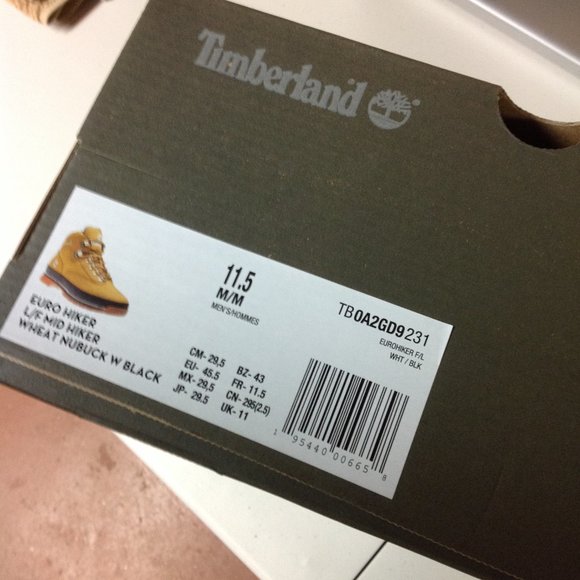 Timberland
EURO HIKER
L/F MID HIKER
WHEAT NUBUCK W BLACK
11.5
M/M
MEN'S/HOMMES
CM- 29,5 BZ- 43
EU- 45.5 FR- 11.5
MX- 29,5 CN- 295(2.5)
JP- 29.5 UK- 11
TB0A2GD9231
EUROHIKER F/L
WHT / BLK
1 95440 00665 8